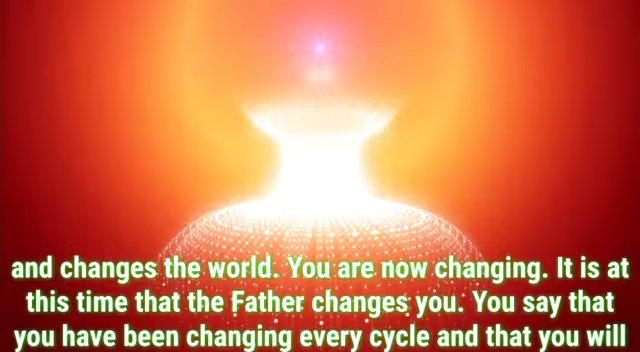 and changes the world. You are now changing. It is at
this time that the Father changes you. You say that
you have been changing every cycle and that you will